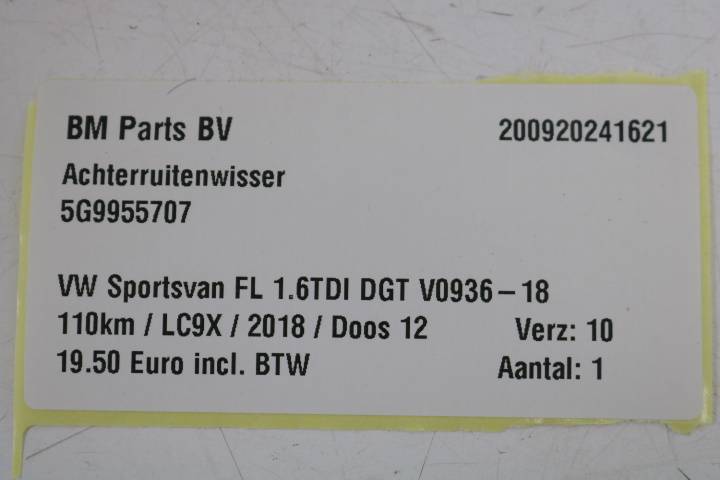 BM Parts BV 200920241621
Achterruitenwisser
5G9955707
VW Sportsvan FL 1.6TDI DGT V0936-18
110km / LC9X / 2018 / Doos 12 Verz: 10
19.50 Euro incl. BTW Aantal: 1